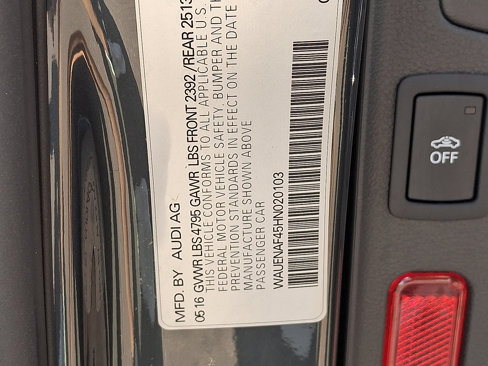 MFD. BY AUDI AG
05 16 GVWR LBS 4795 GAWR LBS FRONT 2392 /REAR 2513
THIS VEHICLE CONFORMS TO ALL APPLICABLE U S
FEDERAL MOTOR VEHICLE SAFETY, BUMPER AND TH
PREVENTION STANDARDS IN EFFECT ON THE DATE
MANUFACTURE SHOWN ABOVE
PASSENGER CAR
WAUENAF45HN020103
OFF